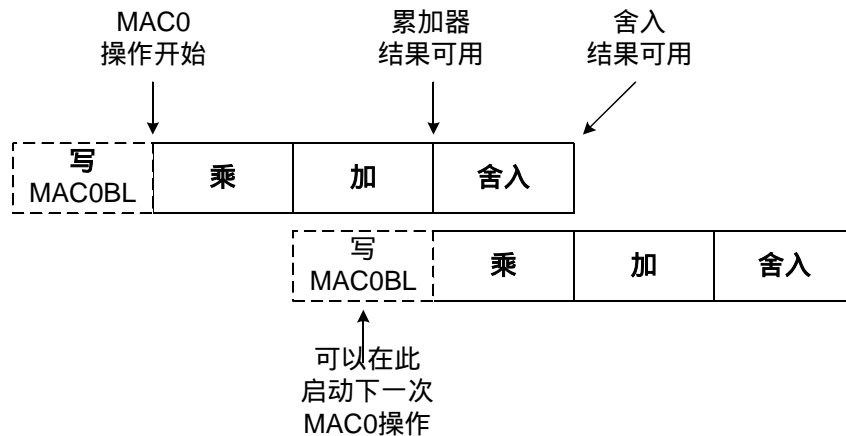 MAC0
操作开始
累加器
结果可用
舍入
结果可用
写
MAC0BL
乘
加
舍入
写
MAC0BL
乘
加
舍入
可以在此
启动下一次
MAC0操作